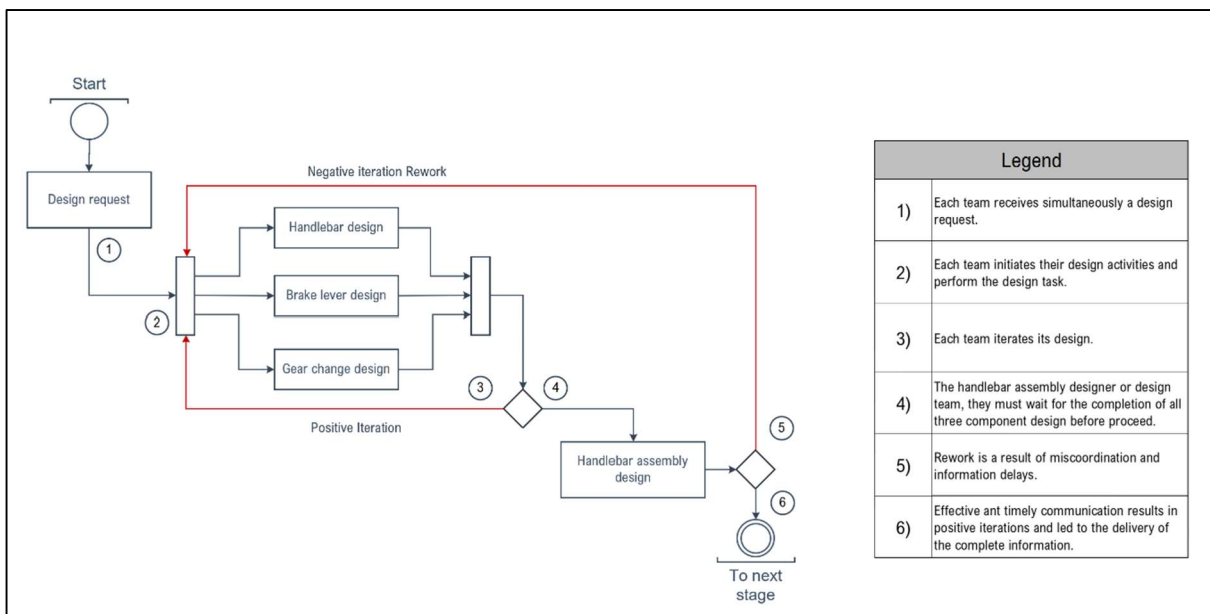 Start
Design request
1
2
Negative iteration Rework
Handlebar design
Brake lever design
Gear change design
3
4
Positive Iteration
Handlebar assembly
design
5
6
To next
stage
Legend
1) Each team receives simultaneously a design
request.
2) Each team initiates their design activities and
perform the design task.
3) Each team iterates its design.
4) The handlebar assembly designer or design
team, they must wait for the completion of all
three component design before proceed.
5) Rework is a result of miscoordination and
information delays.
6) Effective ant timely communication results in
positive iterations and led to the delivery of
the complete information.